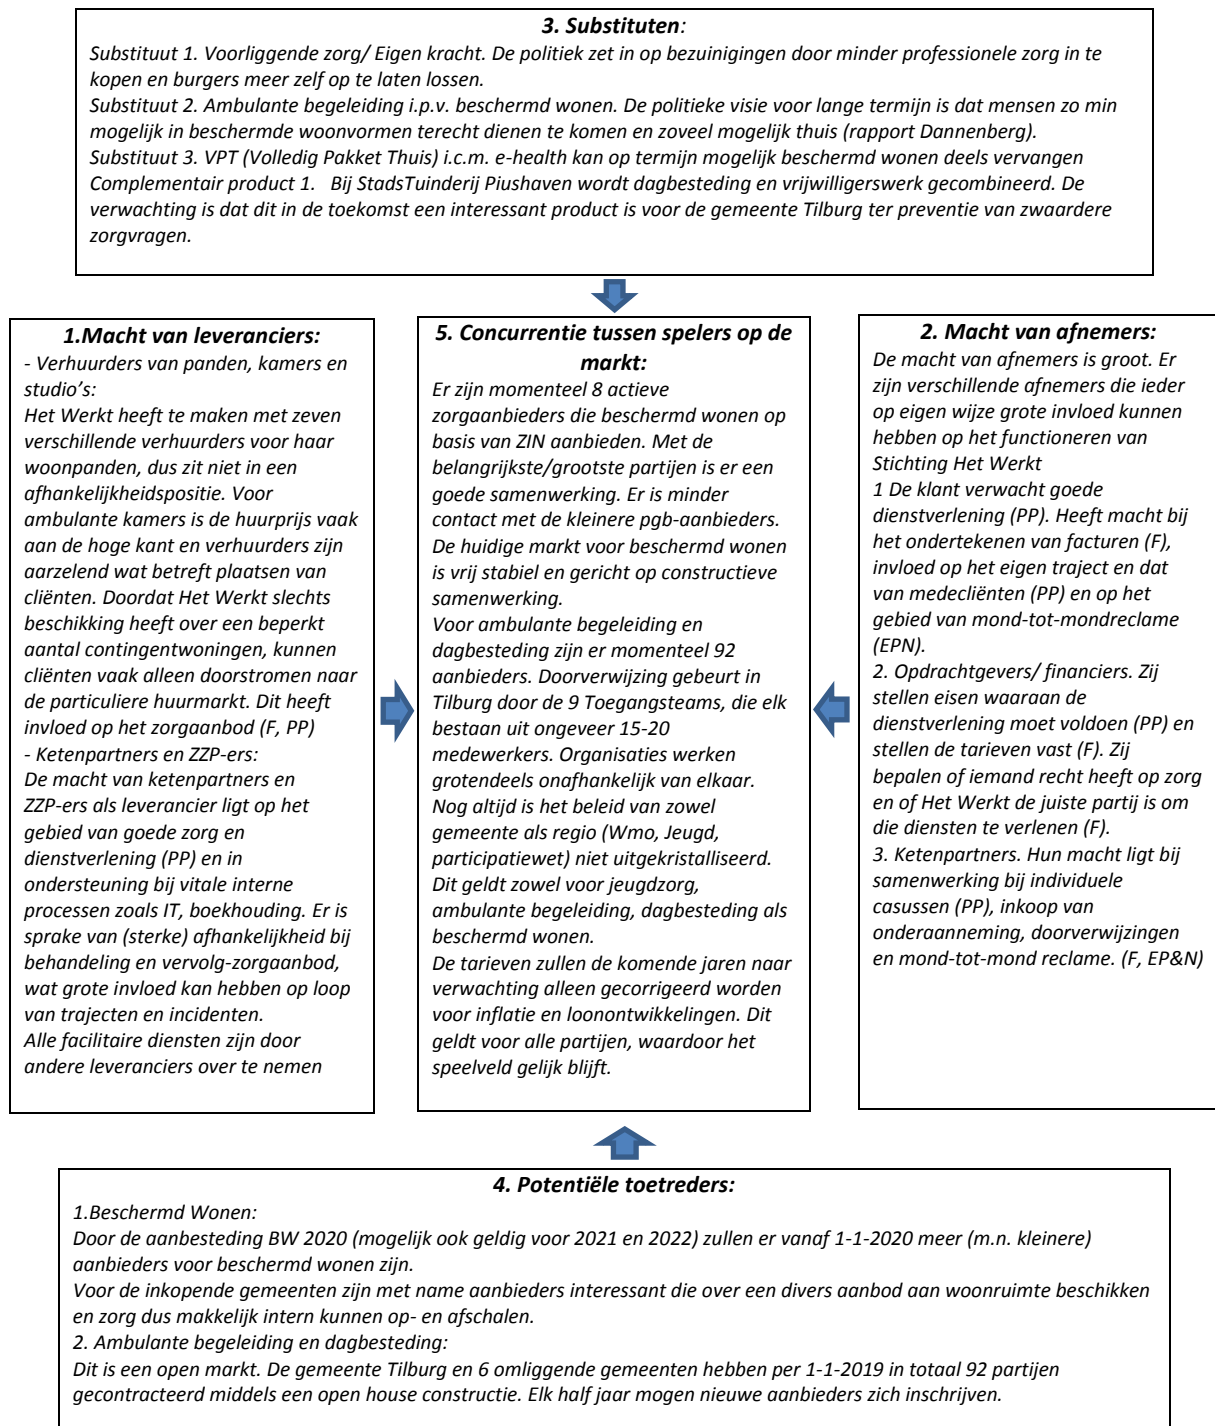 3. Substituten:
Substituut 1. Voorliggende zorg/ Eigen kracht. De politiek zet in op bezuinigingen door minder professionele zorg in te
kopen en burgers meer zelf op te laten lossen.
Substituut 2. Ambulante begeleiding i.p.v. beschermd wonen. De politieke visie voor lange termijn is dat mensen zo min
mogelijk in beschermde woonvormen terecht dienen te komen en zoveel mogelijk thuis (rapport Dannenberg).
Substituut 3. VPT (Volledig Pakket Thuis) i.c.m. e-health kan op termijn mogelijk beschermd wonen deels vervangen
Complementair product 1. Bij StadsTuinderij Piushaven wordt dagbesteding en vrijwilligerswerk gecombineerd. De
verwachting is dat dit in de toekomst een interessant product is voor de gemeente Tilburg ter preventie van zwaardere
zorgvragen.
1.Macht van leveranciers:
- Verhuurders van panden, kamers en
studio's:
Het Werkt heeft te maken met zeven
verschillende verhuurders voor haar
woonpanden, dus zit niet in een
afhankelijkheidspositie. Voor
ambulante kamers is de huurprijs vaak
aan de hoge kant en verhuurders zijn
aarzelend wat betreft plaatsen van
cliënten. Doordat Het Werkt slechts
beschikking heeft over een beperkt
aantal contingentwoningen, kunnen
cliënten vaak alleen doorstromen naar
de particuliere huurmarkt. Dit heeft
invloed op het zorgaanbod (F, PP)
- Ketenpartners en ZZP-ers:
De macht van ketenpartners en
ZZP-ers als leverancier ligt op het
gebied van goede zorg en
dienstverlening (PP) en in
ondersteuning bij vitale interne
processen zoals IT, boekhouding. Er is
sprake van (sterke) afhankelijkheid bij
behandeling en vervolg-zorgaanbod,
wat grote invloed kan hebben op loop
van trajecten en incidenten.
Alle facilitaire diensten zijn door
andere leveranciers over te nemen
5. Concurrentie tussen spelers op de
markt:
Er zijn momenteel 8 actieve
zorgaanbieders die beschermd wonen op
basis van ZIN aanbieden. Met de
belangrijkste/grootste partijen is er een
goede samenwerking. Er is minder
contact met de kleinere pgb-aanbieders.
De huidige markt voor beschermd wonen
is vrij stabiel en gericht op constructieve
samenwerking.
Voor ambulante begeleiding en
dagbesteding zijn er momenteel 92
aanbieders. Doorverwijzing gebeurt in
Tilburg door de 9 Toegangsteams, die elk
bestaan uit ongeveer 15-20
medewerkers. Organisaties werken
grotendeels onafhankelijk van elkaar.
Nog altijd is het beleid van zowel
gemeente als regio (Wmo, Jeugd,
participatiewet) niet uitgekristalliseerd.
Dit geldt zowel voor jeugdzorg,
ambulante begeleiding, dagbesteding als
beschermd wonen.
De tarieven zullen de komende jaren naar
verwachting alleen gecorrigeerd worden
voor inflatie en loonontwikkelingen. Dit
geldt voor alle partijen, waardoor het
speelveld gelijk blijft.
2. Macht van afnemers:
De macht van afnemers is groot. Er
zijn verschillende afnemers die ieder
op eigen wijze grote invloed kunnen
hebben op het functioneren van
Stichting Het Werkt
1 De klant verwacht goede
dienstverlening (PP). Heeft macht bij
het ondertekenen van facturen (F),
invloed op het eigen traject en dat
van medecliënten (PP) en op het
gebied van mond-tot-mondreclame
(EPN).
2. Opdrachtgevers/ financiers. Zij
stellen eisen waaraan de
dienstverlening moet voldoen (PP) en
stellen de tarieven vast (F). Zij
bepalen of iemand recht heeft op zorg
en of Het Werkt de juiste partij is om
die diensten te verlenen (F).
3. Ketenpartners. Hun macht ligt bij
samenwerking bij individuele
casussen (PP), inkoop van
onderaanneming, doorverwijzingen
en mond-tot-mond reclame. (F, EP&N)
4. Potentiële toetreders:
1.Beschermd Wonen:
Door de aanbesteding BW 2020 (mogelijk ook geldig voor 2021 en 2022) zullen er vanaf 1-1-2020 meer (m.n. kleinere)
aanbieders voor beschermd wonen zijn.
Voor de inkopende gemeenten zijn met name aanbieders interessant die over een divers aanbod aan woonruimte beschikken
en zorg dus makkelijk intern kunnen op- en afschalen.
2. Ambulante begeleiding en dagbesteding:
Dit is een open markt. De gemeente Tilburg en 6 omliggende gemeenten hebben per 1-1-2019 in totaal 92 partijen
gecontracteerd middels een open house constructie. Elk half jaar mogen nieuwe aanbieders zich inschrijven.